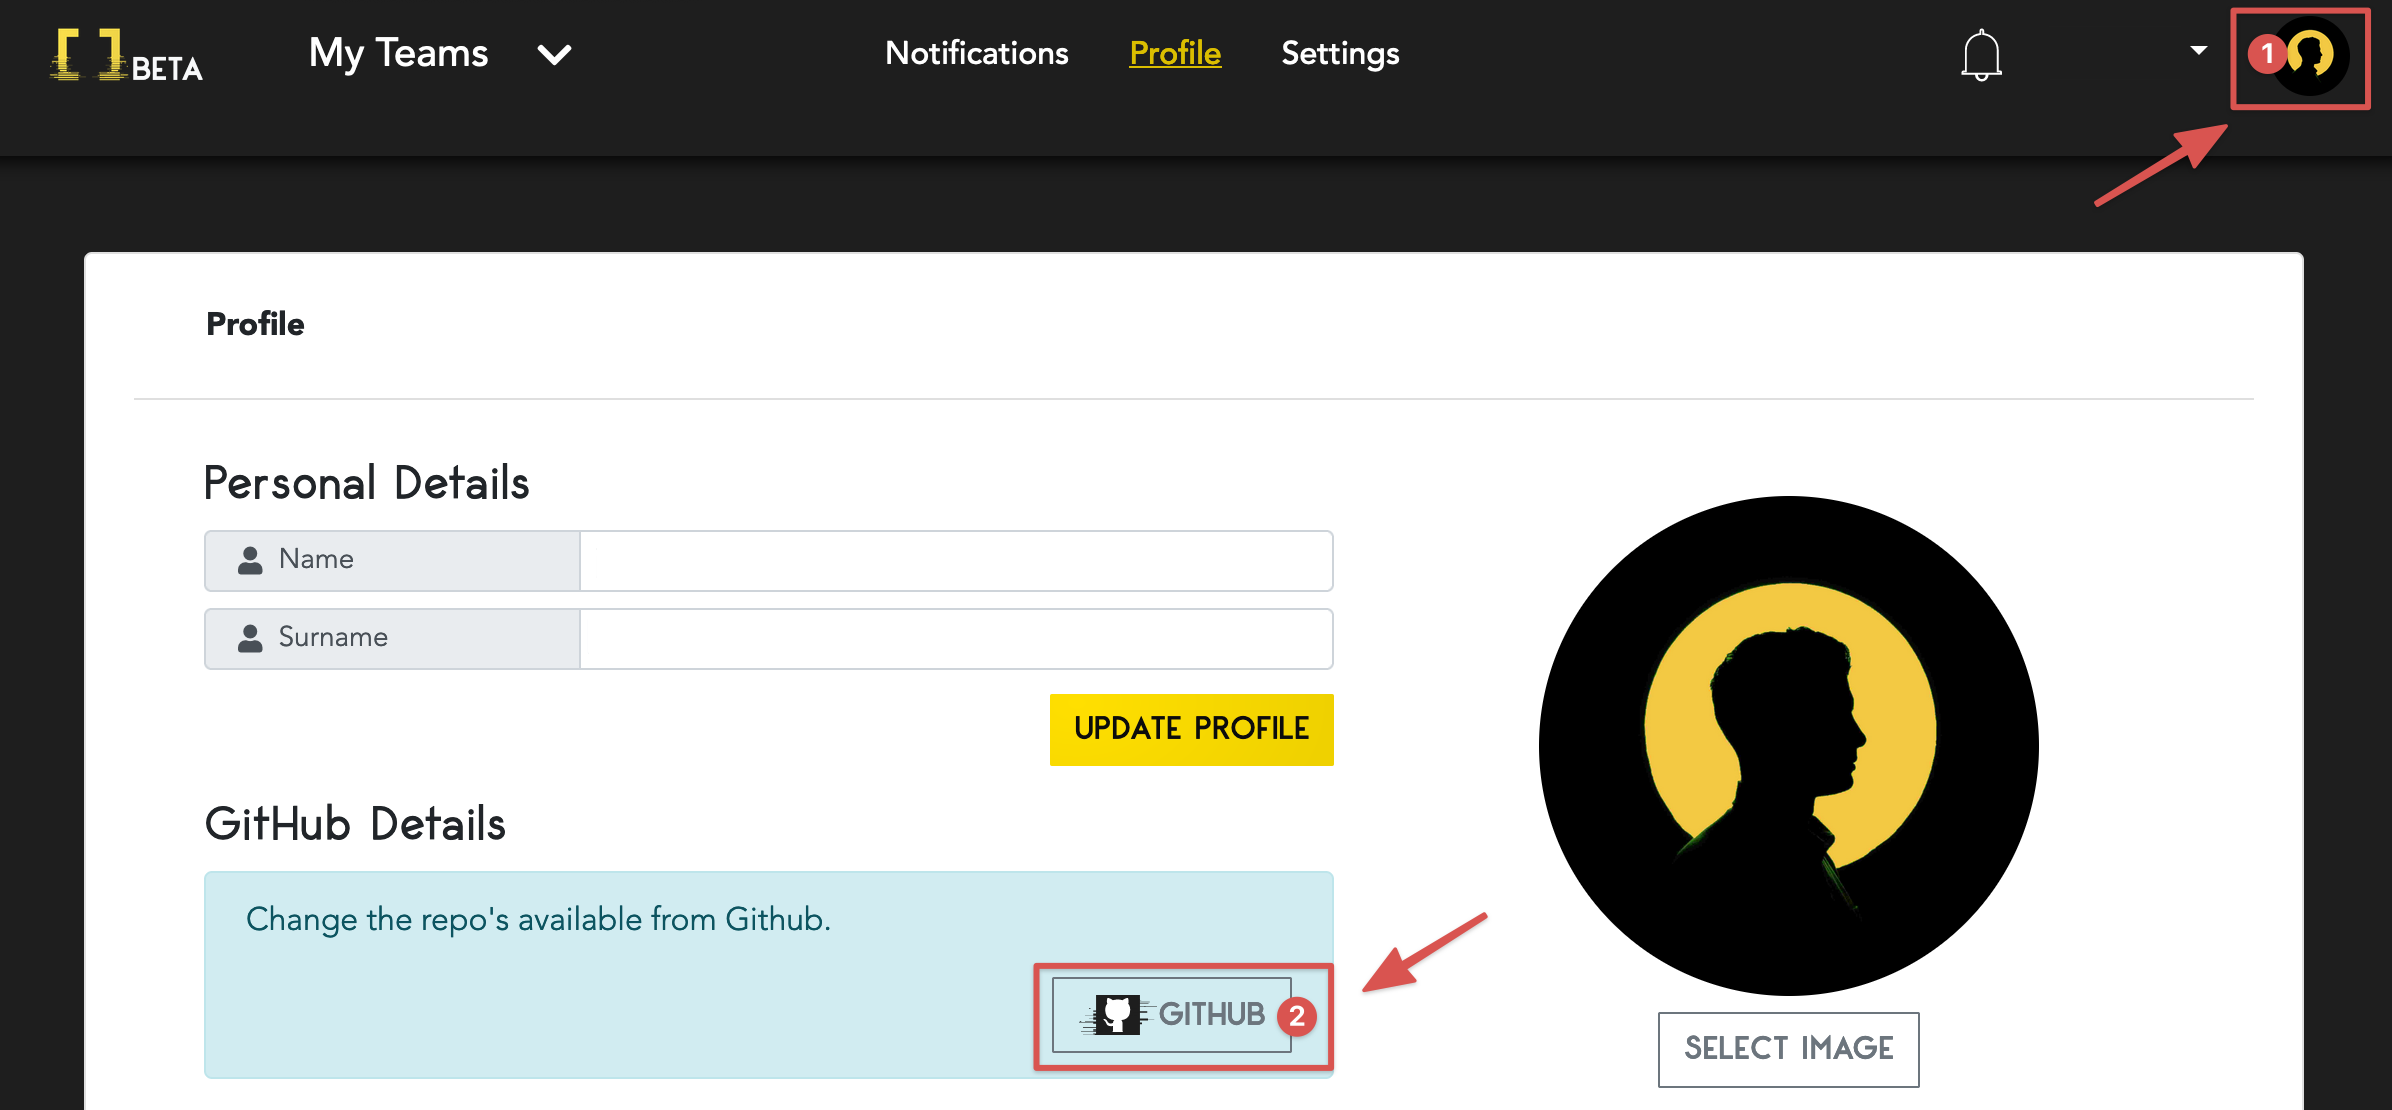 [ ] BETA
My Teams
Notifications Profile Settings
1
Profile
Personal Details
Name
Surname
UPDATE PROFILE
GitHub Details
Change the repo's available from Github.
GITHUB 2
SELECT IMAGE